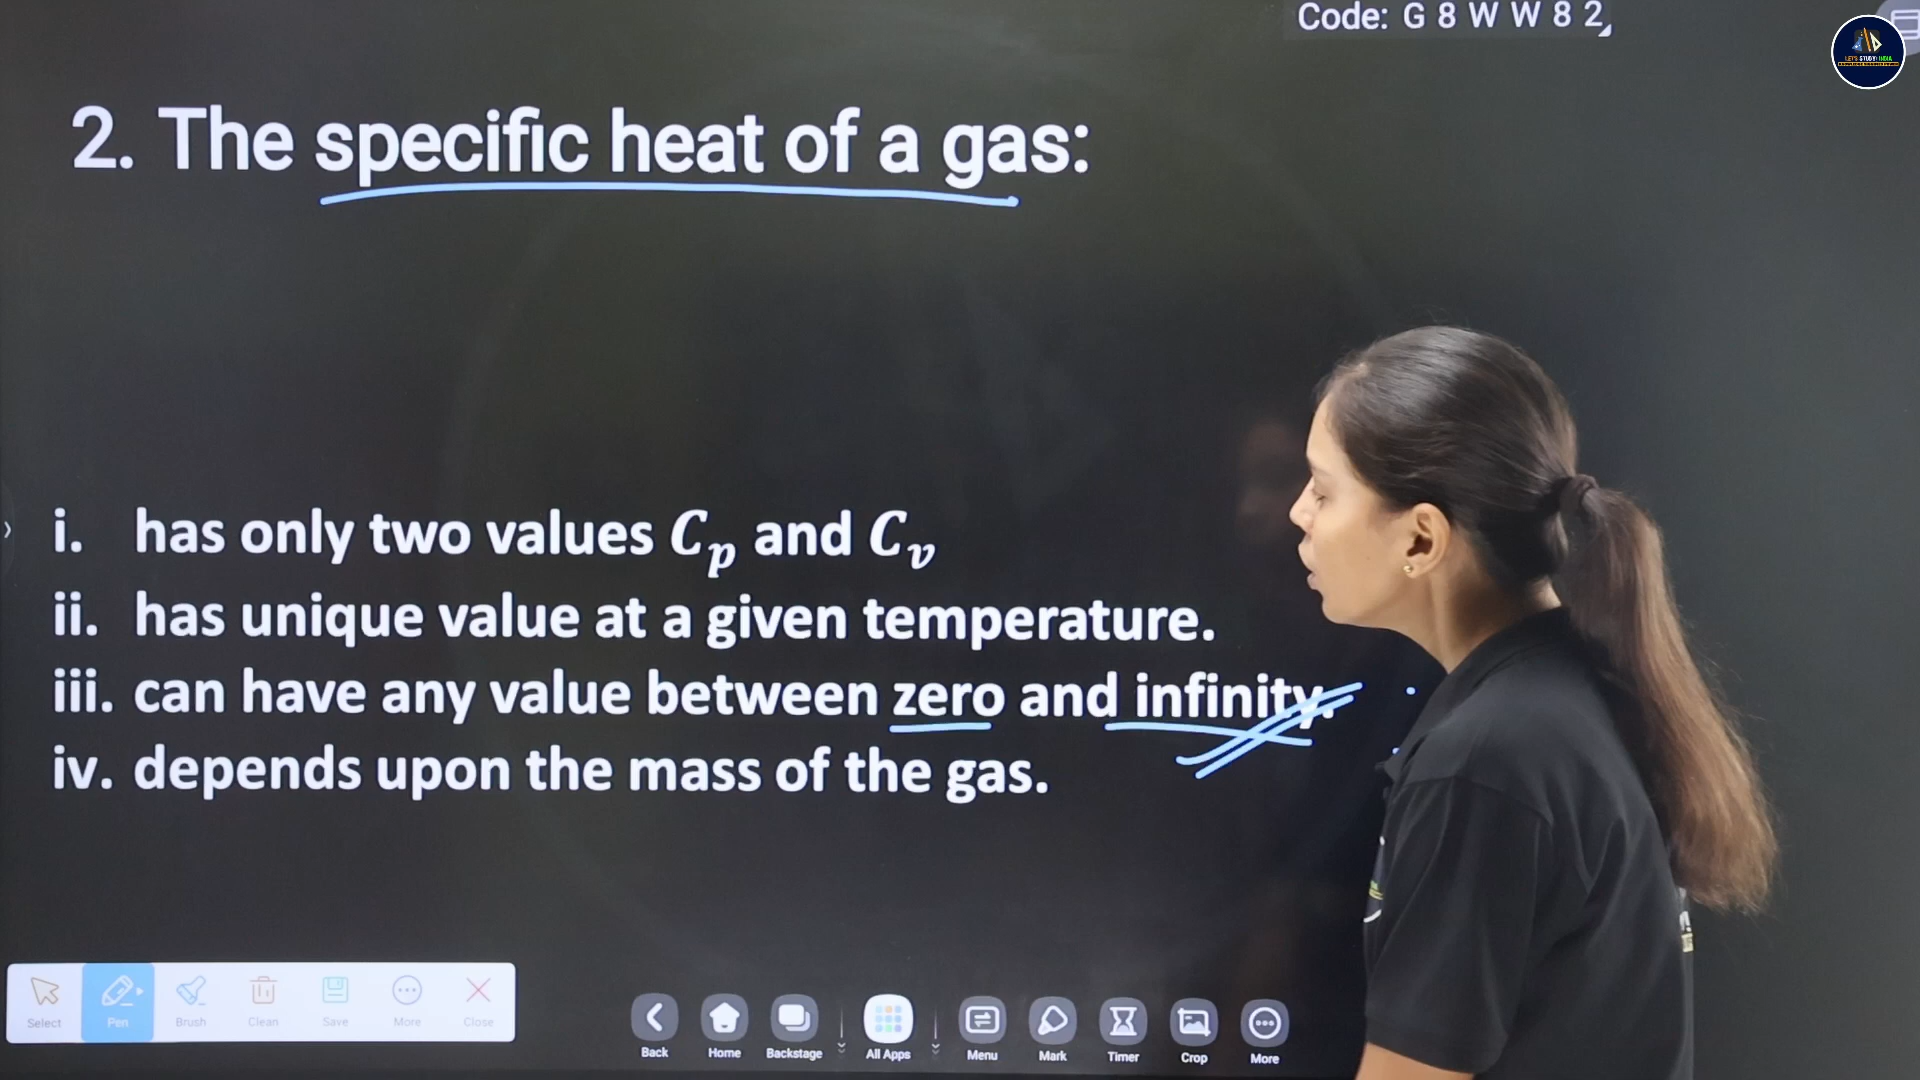 Code: G 8 W W 8 2
LET'S STUDY INDIA
2. The specific heat of a gas:
i. has only two values Cp and Cv
ii. has unique value at a given temperature.
iii. can have any value between zero and infinity.
iv. depends upon the mass of the gas.
Select Pen Brush Clean Save More Close
Back Home Backstage All Apps Menu Mark Timer Crop More